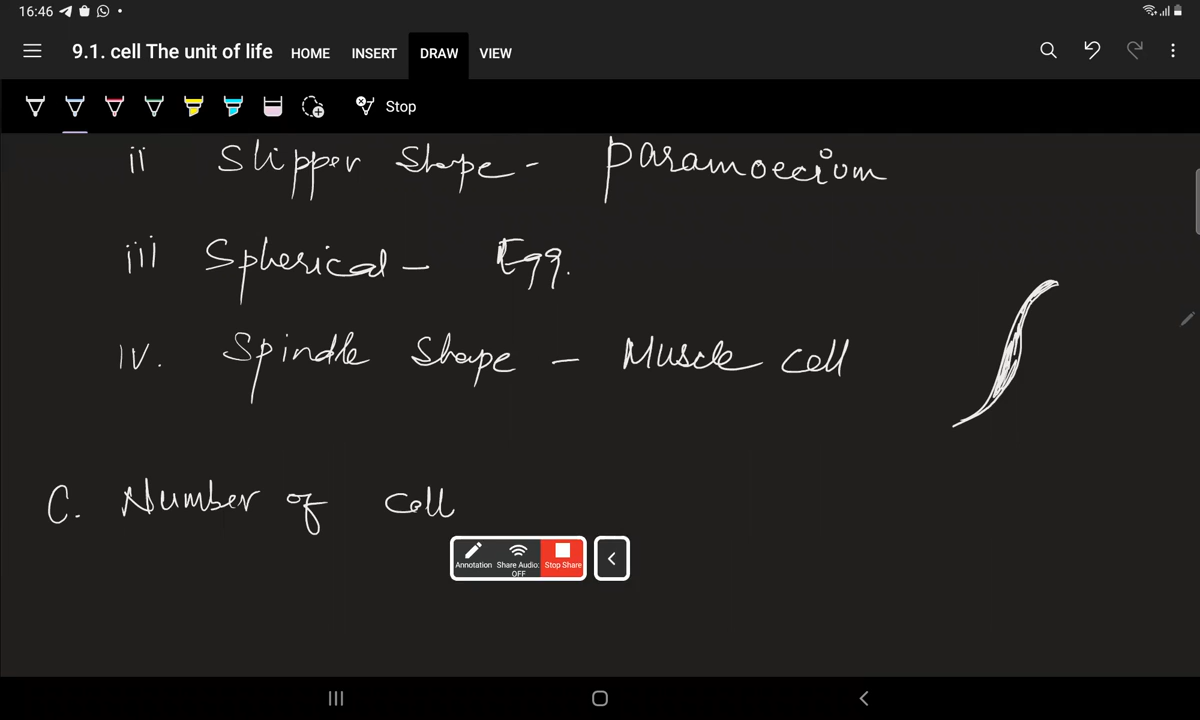 16:46
9.1. cell The unit of life HOME INSERT DRAW VIEW
Stop
ii Slipper Shape - Paramoecium
iii Spherical - Egg.
iv. Spindle Shape - Muscle cell
C. Number of cell
Annotation Share Audio: OFF Stop Share